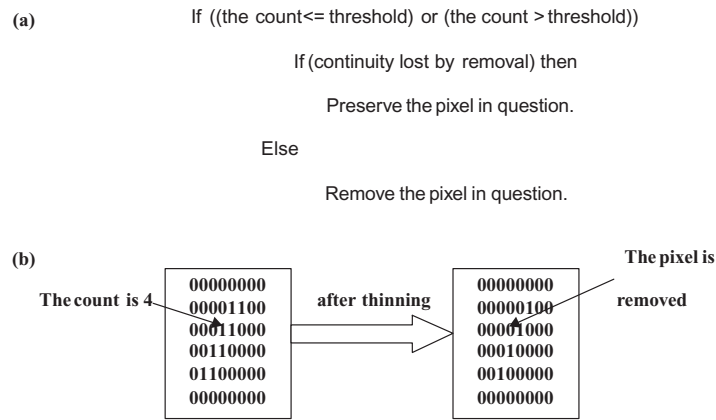 (a)
If ((the count<= threshold) or (the count > threshold))
If (continuity lost by removal) then
Preserve the pixel in question.
Else
Remove the pixel in question.
(b)
The count is 4
00000000
00001100
00011000
00110000
01100000
00000000
after thinning
00000000
00000100
00001000
00010000
00100000
00000000
The pixel is
removed